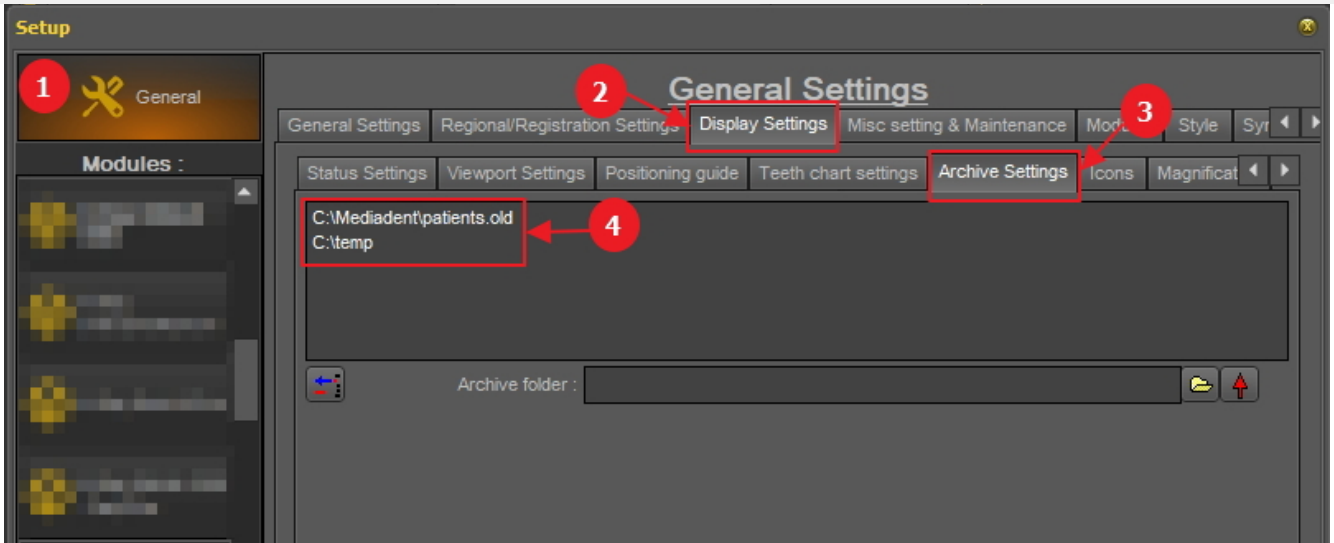 Setup
1
General
General Settings
2
3
General Settings Regional/Registration Settings Display Settings Misc setting & Maintenance Style
Modules :
Status Settings Viewport Settings Positioning guide Teeth chart settings Archive Settings Icons Magnificat
C:\Mediadent\patients.old
C:\temp
4
Archive folder :